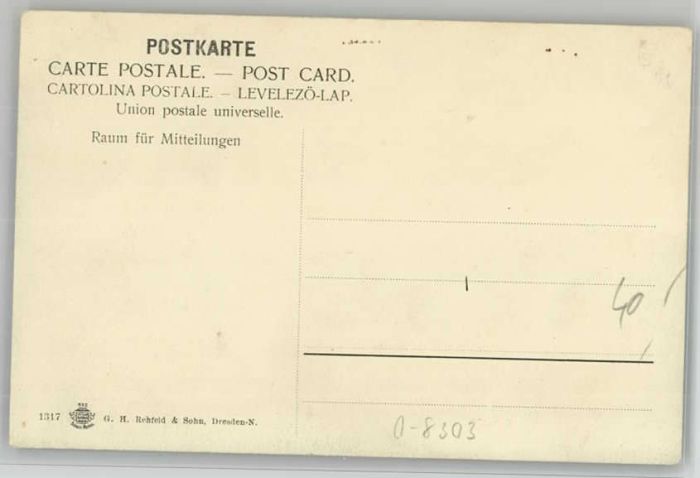 POSTKARTE
CARTE POSTALE. — POST CARD.
CARTOLINA POSTALE. – LEVELEZŐ-LAP.
Union postale universelle.
Raum für Mitteilungen
40
1317 G. H. Rehfeld & Sohn, Dresden-N.
0-8303